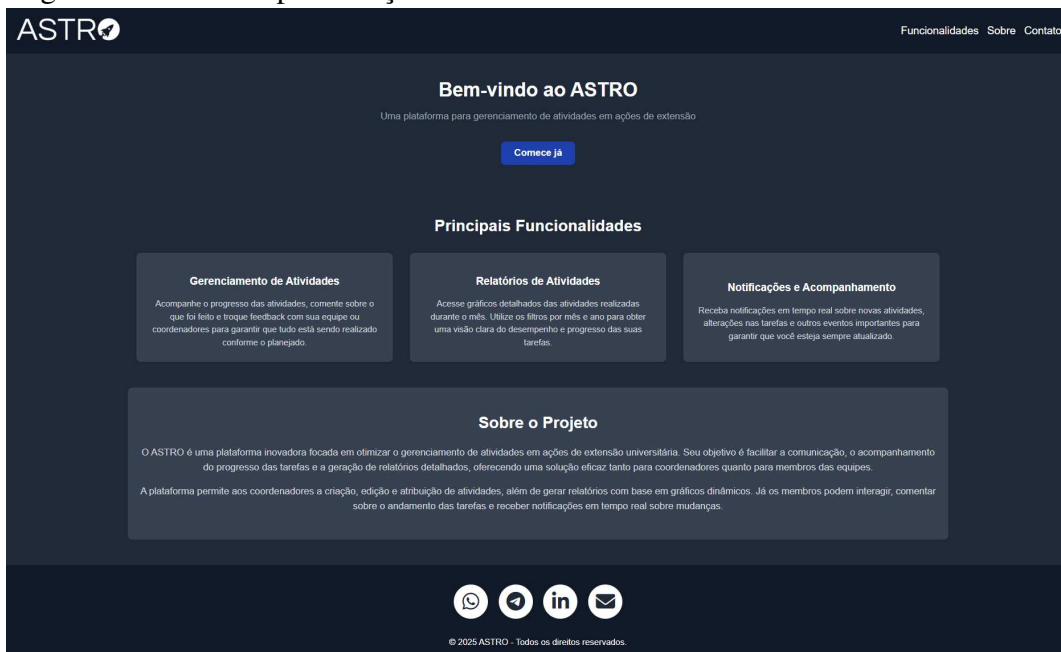 ASTRO
Funcionalidades Sobre Contato
Bem-vindo ao ASTRO
Uma plataforma para gerenciamento de atividades em ações de extensão
Comece já
Principais Funcionalidades
Gerenciamento de Atividades
Acompanhe o progresso das atividades, comente sobre o
que foi feito e troque feedback com sua equipe ou
coordenadores para garantir que tudo está sendo realizado
conforme o planejado.
Relatórios de Atividades
Acesse gráficos detalhados das atividades realizadas
durante o mês. Utilize os filtros por mês e ano para obter
uma visão clara do desempenho e progresso das suas
tarefas.
Notificações e Acompanhamento
Receba notificações em tempo real sobre novas atividades,
alterações nas tarefas e outros eventos importantes para
garantir que você esteja sempre atualizado.
Sobre o Projeto
O ASTRO é uma plataforma inovadora focada em otimizar o gerenciamento de atividades em ações de extensão universitária. Seu objetivo é facilitar a comunicação, o acompanhamento
do progresso das tarefas e a geração de relatórios detalhados, oferecendo uma solução eficaz tanto para coordenadores quanto para membros das equipes.
A plataforma permite aos coordenadores a criação, edição e atribuição de atividades, além de gerar relatórios com base em gráficos dinâmicos. Já os membros podem interagir, comentar
sobre o andamento das tarefas e receber notificações em tempo real sobre mudanças.
in
© 2025 ASTRO - Todos os direitos reservados.